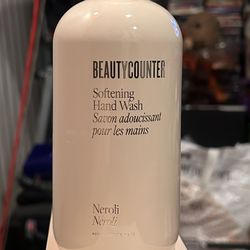 BEAUTYCOUNTER
Softening
Hand Wash
Savon adoucissant
pour les mains
Neroli
Néroli